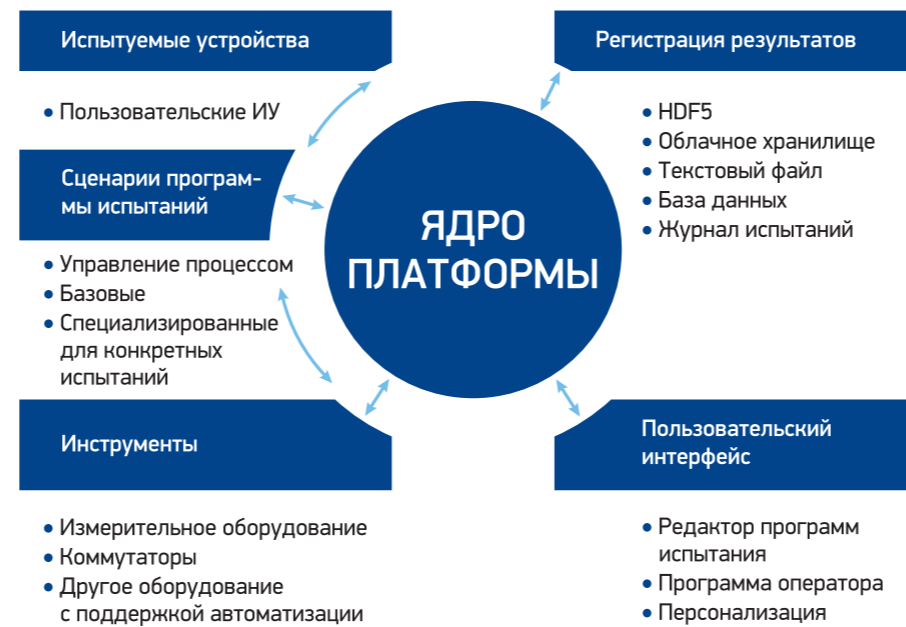 Испытуемые устройства
• Пользовательские ИУ
Сценарии програм-
мы испытаний
• Управление процессом
• Базовые
• Специализированные
для конкретных
испытаний
Инструменты
• Измерительное оборудование
• Коммутаторы
• Другое оборудование
с поддержкой автоматизации
ЯДРО
ПЛАТФОРМЫ
Регистрация результатов
• HDF5
• Облачное хранилище
• Текстовый файл
• База данных
• Журнал испытаний
Пользовательский
интерфейс
• Редактор программ
испытания
• Программа оператора
• Персонализация